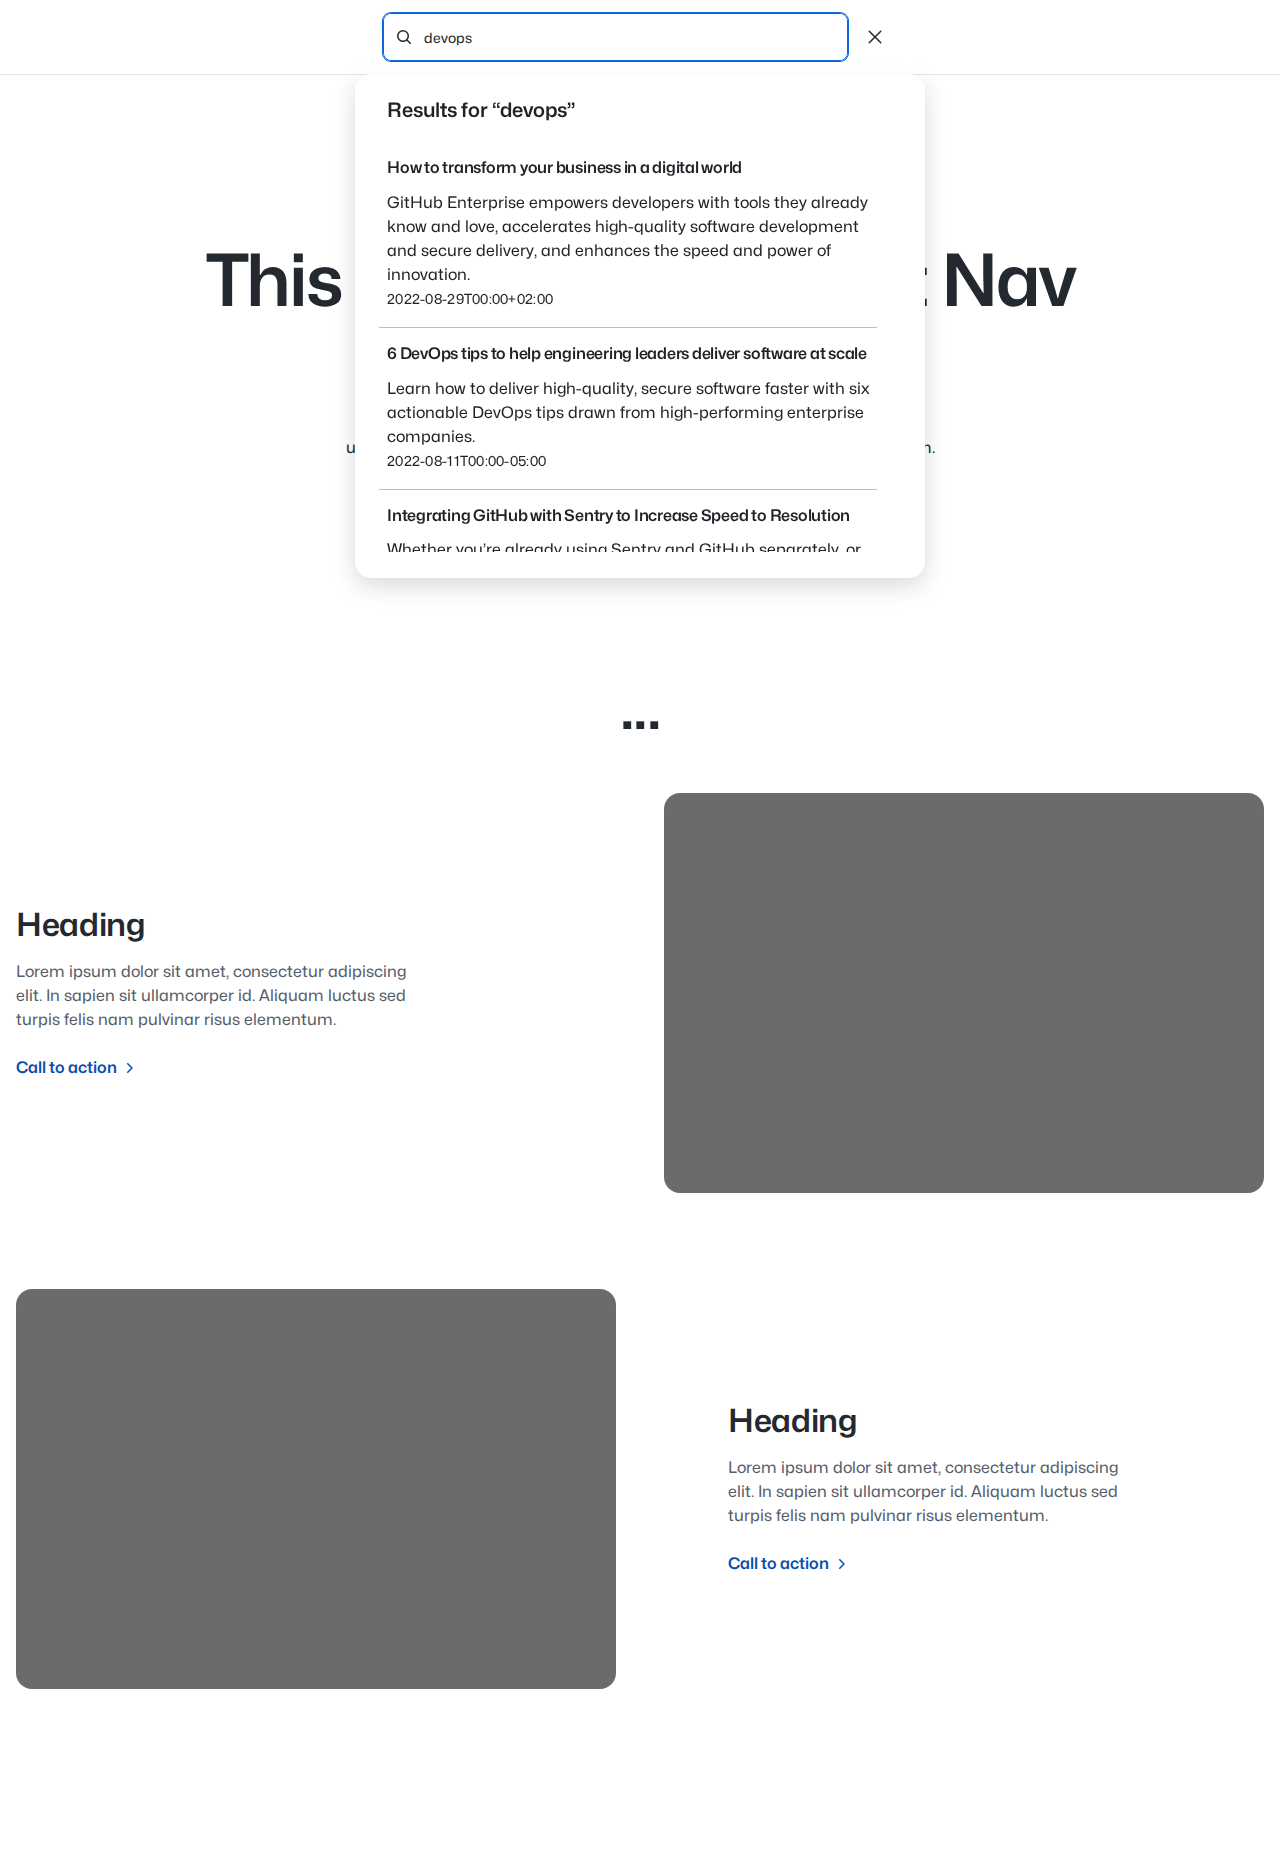 devops
Results for “devops”
How to transform your business in a digital world
GitHub Enterprise empowers developers with tools they already
know and love, accelerates high-quality software development
and secure delivery, and enhances the speed and power of
innovation.
2022-08-29T00:00+02:00
This
Nav
6 DevOps tips to help engineering leaders deliver software at scale
Learn how to deliver high-quality, secure software faster with six
actionable DevOps tips drawn from high-performing enterprise
companies.
2022-08-11T00:00-05:00
Integrating GitHub with Sentry to Increase Speed to Resolution
Whether you’re already using Sentry and GitHub separately, or
...
Heading
Lorem ipsum dolor sit amet, consectetur adipiscing
elit. In sapien sit ullamcorper id. Aliquam luctus sed
turpis felis nam pulvinar risus elementum.
Call to action
Heading
Lorem ipsum dolor sit amet, consectetur adipiscing
elit. In sapien sit ullamcorper id. Aliquam luctus sed
turpis felis nam pulvinar risus elementum.
Call to action